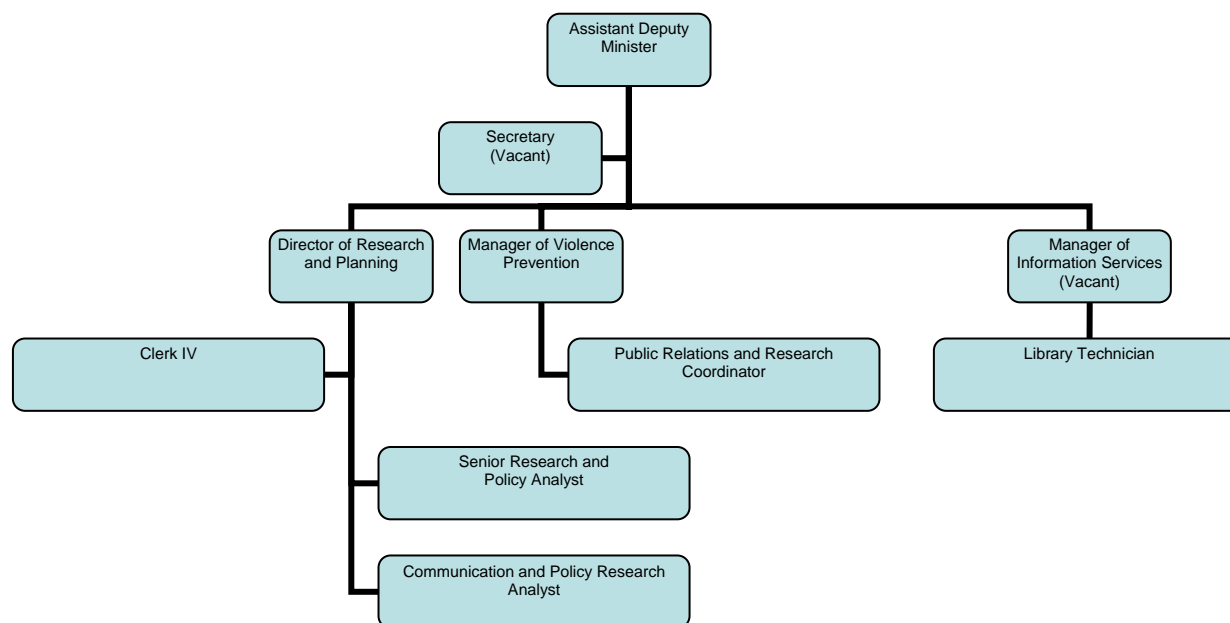 Assistant Deputy
Minister
Secretary
(Vacant)
Director of Research
and Planning
Manager of Violence
Prevention
Manager of
Information Services
(Vacant)
Clerk IV
Public Relations and Research
Coordinator
Library Technician
Senior Research and
Policy Analyst
Communication and Policy Research
Analyst